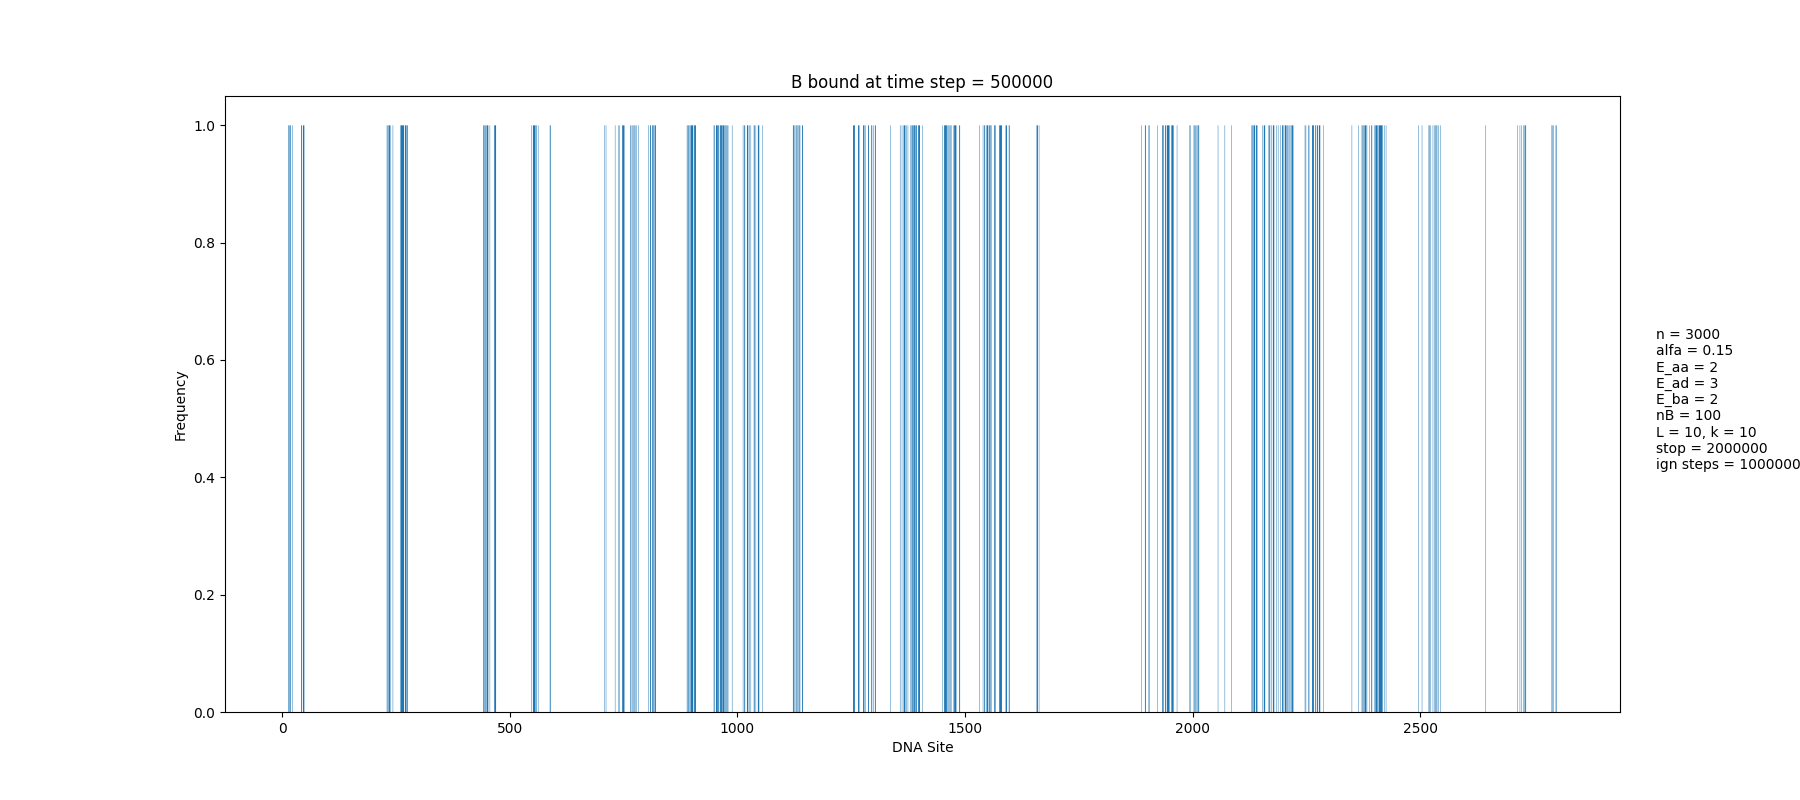 B bound at time step = 500000
1.0
0.8
0.6
0.4
0.2
0.0
Frequency
0 500 1000 1500 2000 2500
DNA Site
n = 3000
alfa = 0.15
E_aa = 2
E_ad = 3
E_ba = 2
nB = 100
L = 10, k = 10
stop = 2000000
ign steps = 1000000